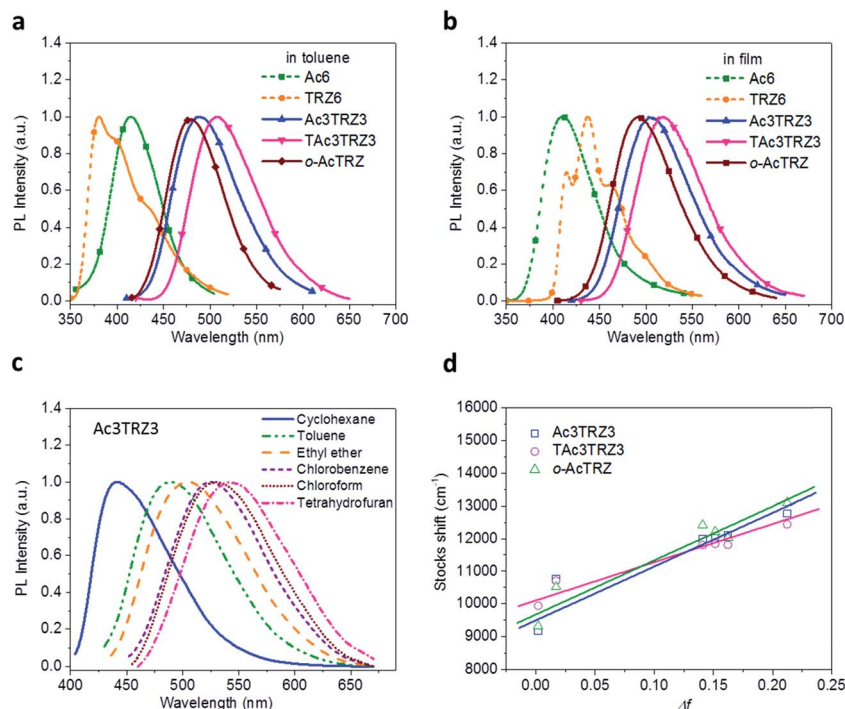 a
in toluene
Ac6
TRZ6
Ac3TRZ3
TAc3TRZ3
o-AcTRZ
PL Intensity (a.u.)
1.4
1.2
1.0
0.8
0.6
0.4
0.2
0.0
350 400 450 500 550 600 650 700
Wavelength (nm)
b
in film
Ac6
TRZ6
Ac3TRZ3
TAc3TRZ3
o-AcTRZ
PL Intensity (a.u.)
1.4
1.2
1.0
0.8
0.6
0.4
0.2
0.0
350 400 450 500 550 600 650 700
Wavelength (nm)
c
Ac3TRZ3
Cyclohexane
Toluene
Ethyl ether
Chlorobenzene
Chloroform
Tetrahydrofuran
PL Intensity (a.u.)
1.4
1.2
1.0
0.8
0.6
0.4
0.2
0.0
400 450 500 550 600 650
Wavelength (nm)
d
Ac3TRZ3
TAc3TRZ3
o-AcTRZ
Stocks shift (cm⁻¹)
16000
15000
14000
13000
12000
11000
10000
9000
8000
0.00 0.05 0.10 0.15 0.20 0.25
Δf